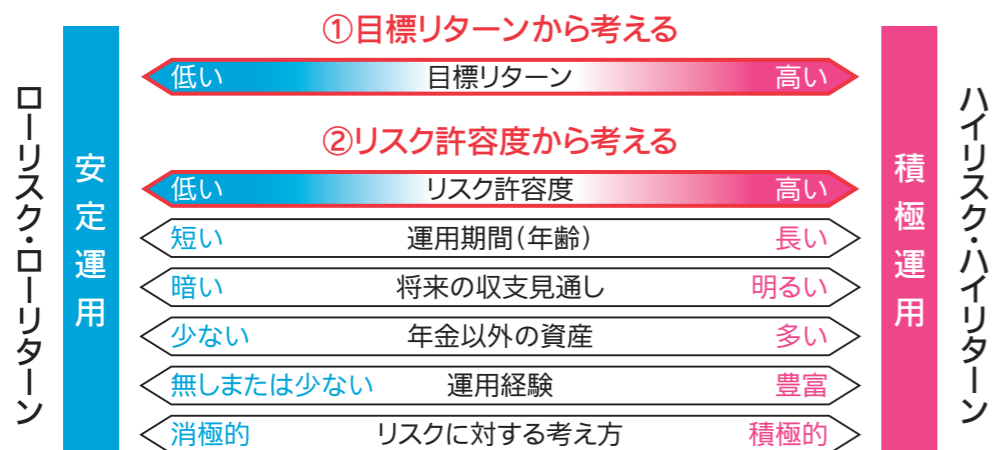 ①目標リターンから考える
低い 目標リターン 高い
②リスク許容度から考える
低い リスク許容度 高い
短い 運用期間(年齢) 長い
暗い 将来の収支見通し 明るい
少ない 年金以外の資産 多い
無しまたは少ない 運用経験 豊富
消極的 リスクに対する考え方 積極的
ローリスク・ローリターン
安定運用
積極運用
ハイリスク・ハイリターン